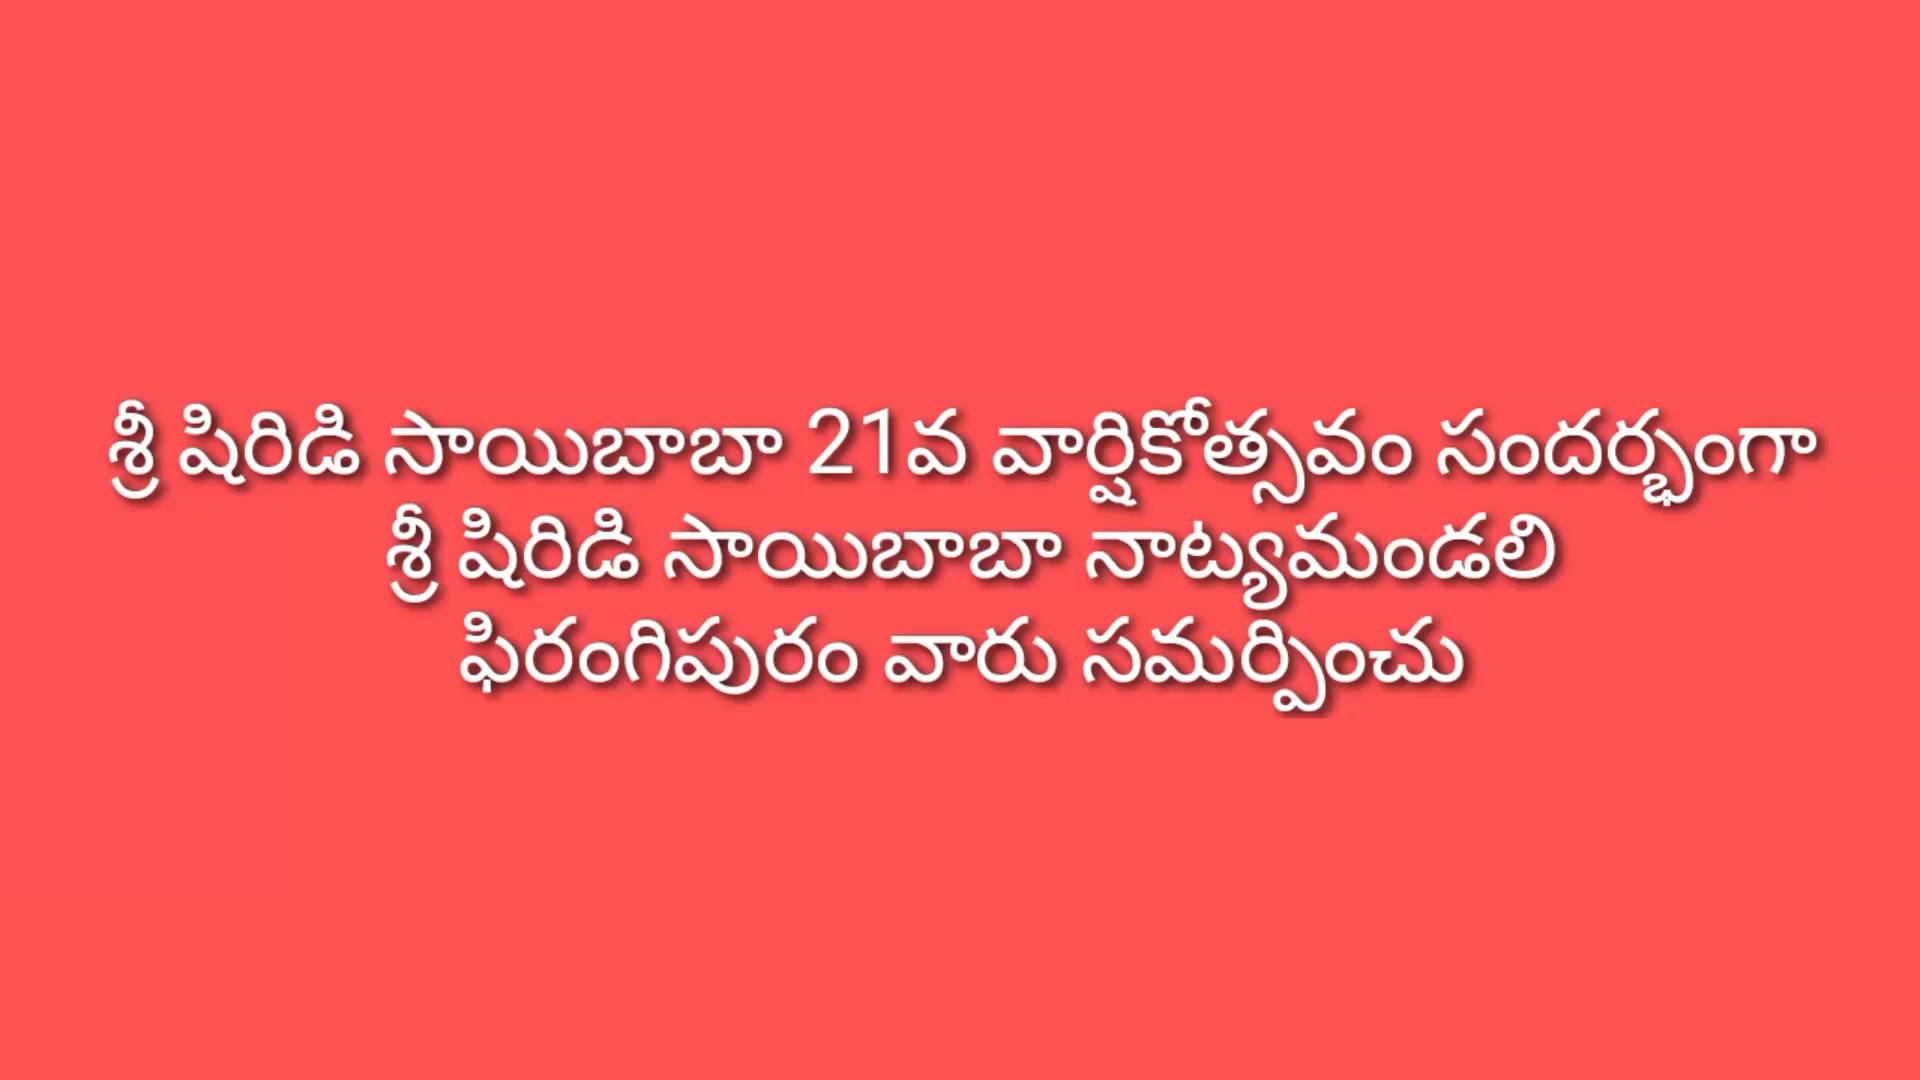 శ్రీ షిరిడి సాయిబాబా 21వ వార్షికోత్సవం సందర్భంగా
శ్రీ షిరిడి సాయిబాబా నాట్యమండలి
ఫిరంగిపురం వారు సమర్పించు